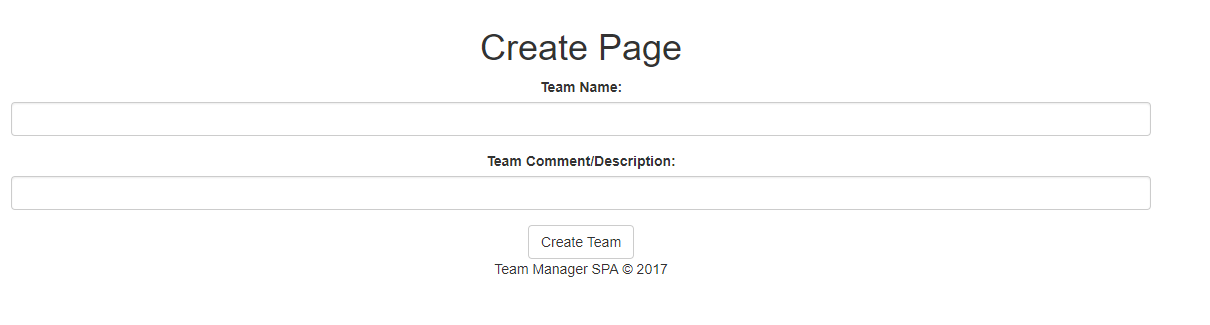 Create Page
Team Name:
Team Comment/Description:
Create Team
Team Manager SPA © 2017